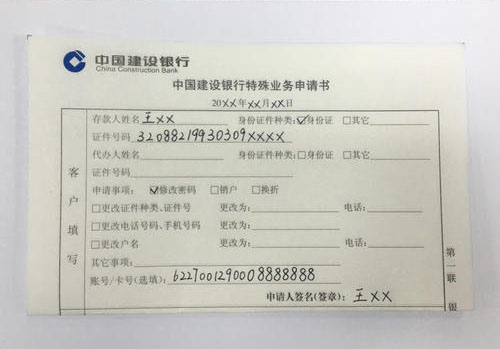 中国建设银行
China Construction Bank
中国建设银行特殊业务申请书
20XX年XX月XX日
存款人姓名 王XX 身份证件种类:☑身份证 □其它
证件号码 32088219930309XXXX
代办人姓名 身份证件种类:□身份证 □其它
证件号码
申请事项: ☑修改密码 □销户 □换折
□更改证件种类、证件号 更改为: 电话:
□更改电话号码、手机号码 更改为:
□更改户名 更改为: 电话:
其它事项:
账号/卡号(选填): 6227001290008888888
申请人签名(签章): 王XX
客户填写
第一联 银